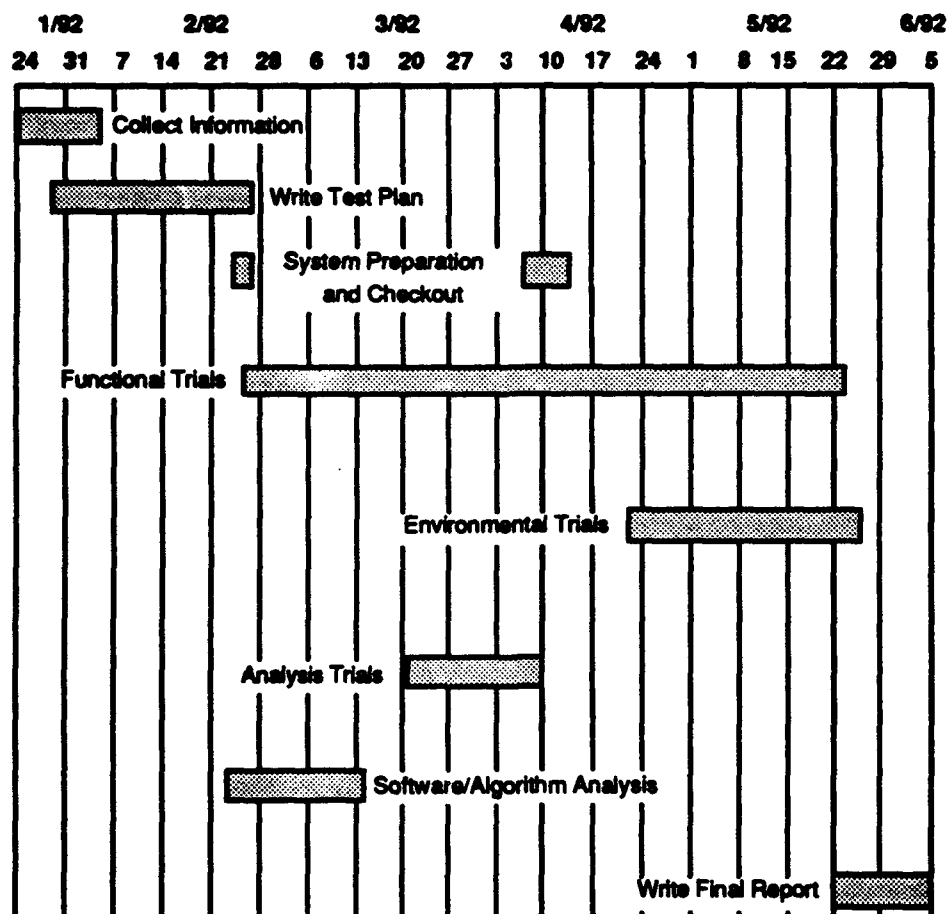 1/92 2/92 3/92 4/92 5/92 6/92
24 31 7 14 21 28 6 13 20 27 3 10 17 24 1 8 15 22 29 5
Collect Information
Write Test Plan
System Preparation
and Checkout
Functional Trials
Environmental Trials
Analysis Trials
Software/Algorithm Analysis
Write Final Report